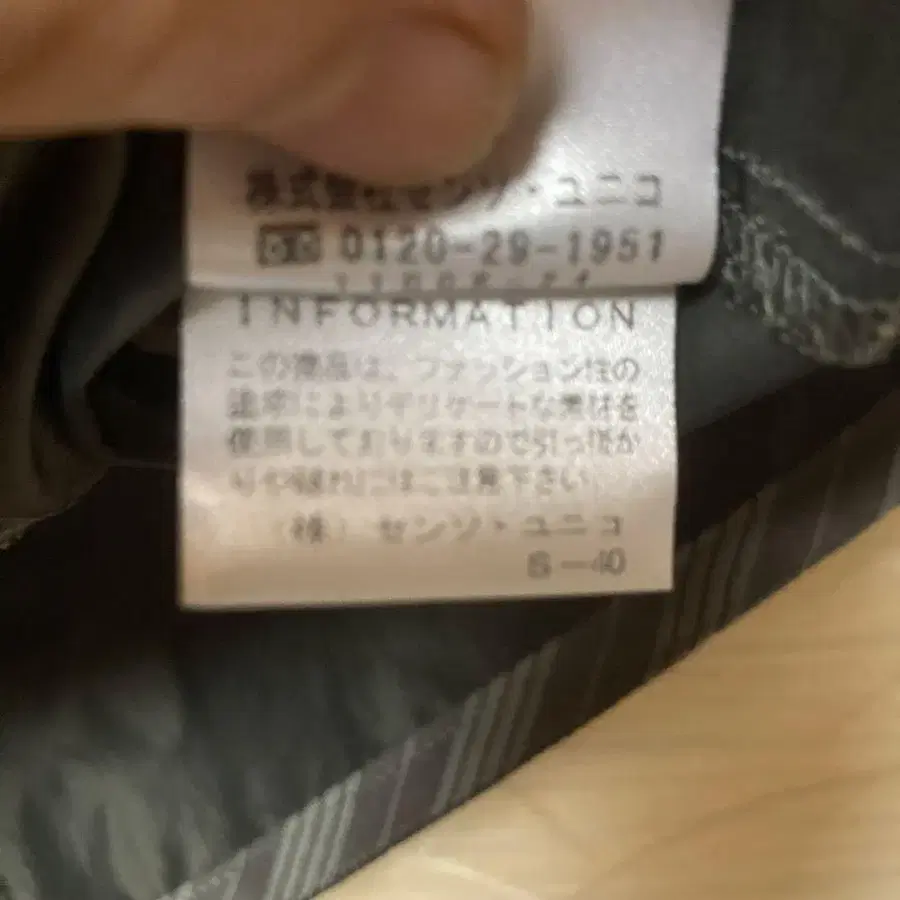 株式会社センソ・ユニコ
0120-29-1951
INFORMATION
この商品は、ファッション性の
追求によりデリケートな素材を
使用しておりますので引っ掛か
りや破れにはご注意下さい
（株）センソ・ユニコ
S-40